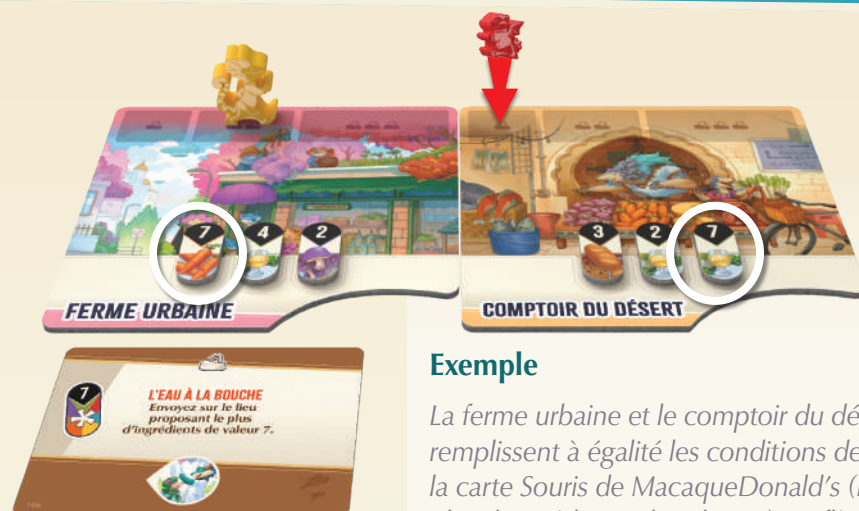 7
4
2
FERME URBAINE
3
2
7
COMPTOIR DU DÉSERT
7
L'EAU À LA BOUCHE
Envoyez sur le lieu
proposant le plus
d'ingrédients de valeur 7.
Exemple
La ferme urbaine et le comptoir du dé
remplissent à égalité les conditions de
la carte Souris de MacaqueDonald's (